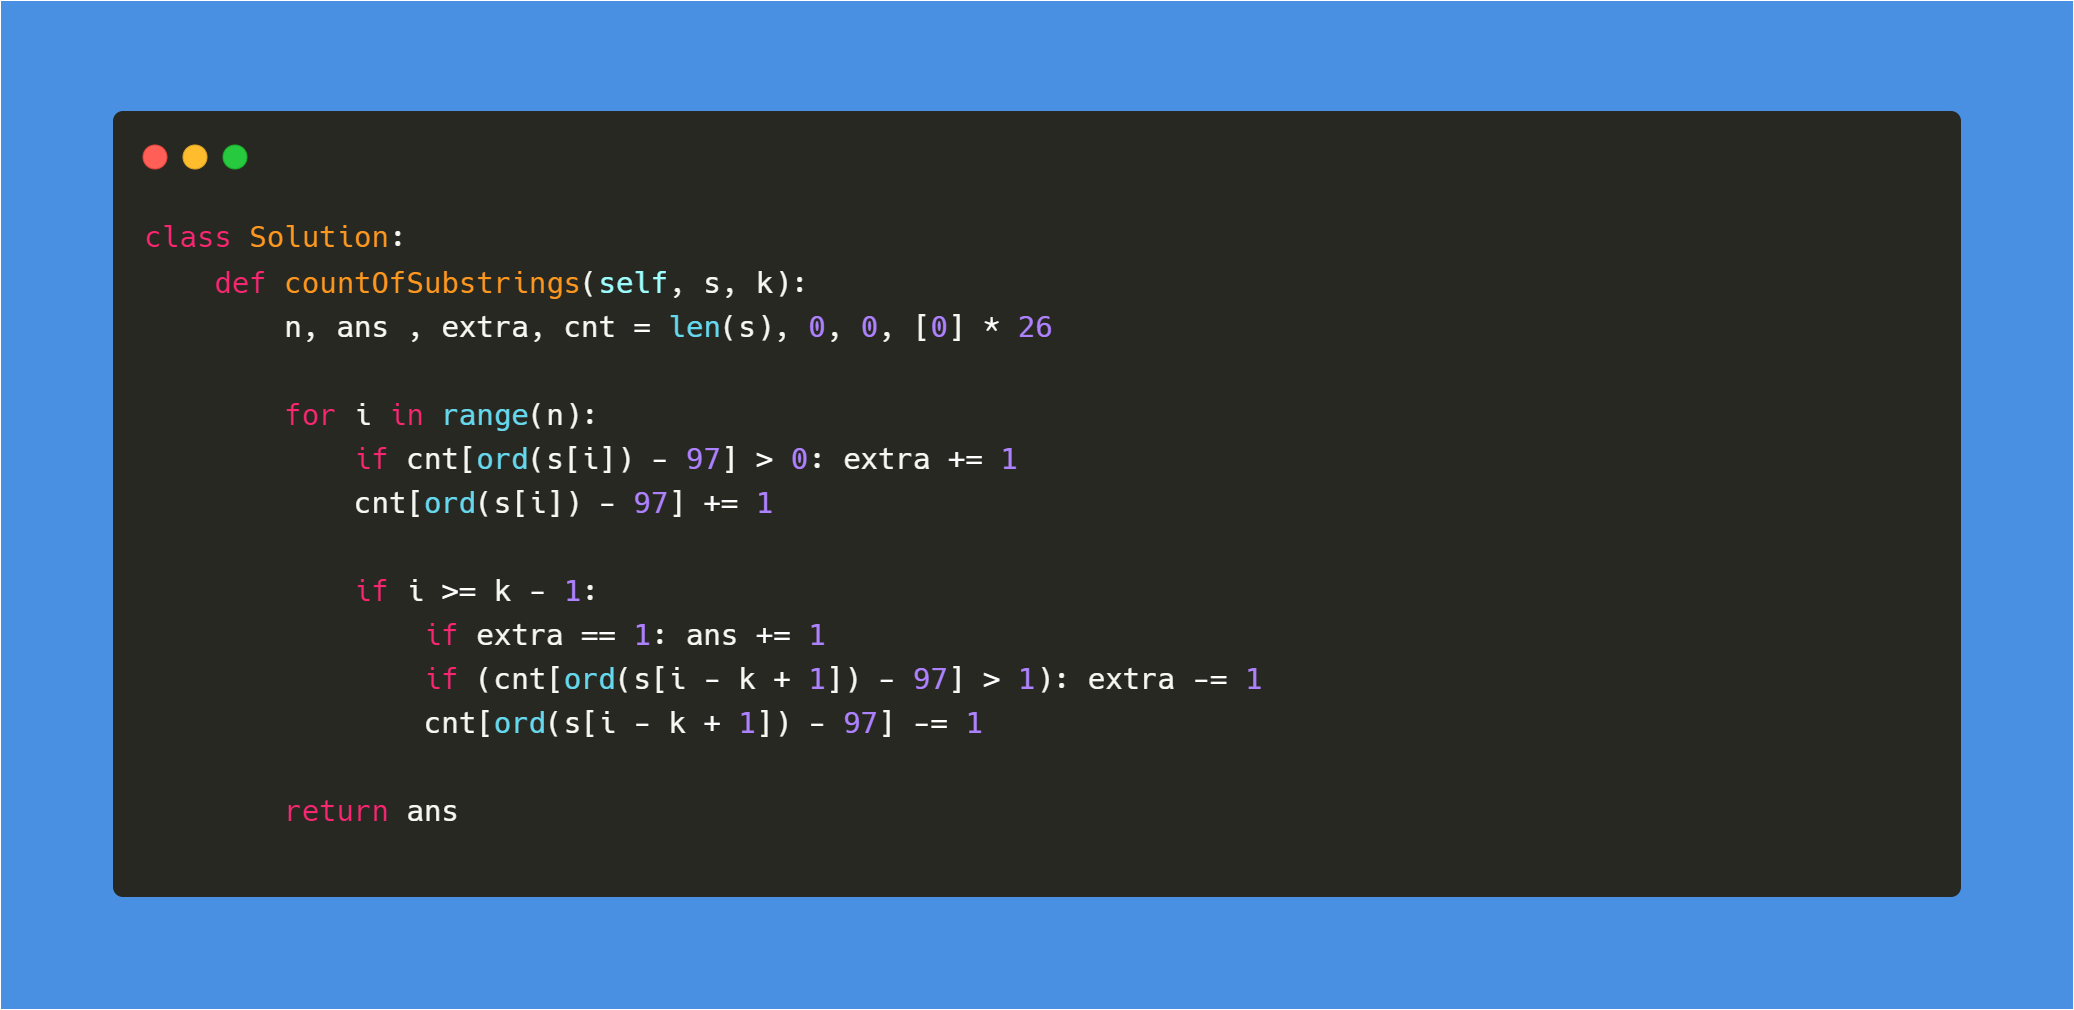 class Solution:
    def countOfSubstrings(self, s, k):
        n, ans , extra, cnt = len(s), 0, 0, [0] * 26
        for i in range(n):
            if cnt[ord(s[i]) - 97] > 0: extra += 1
            cnt[ord(s[i]) - 97] += 1
            if i >= k - 1:
                if extra == 1: ans += 1
                if (cnt[ord(s[i - k + 1]) - 97] > 1): extra -= 1
                cnt[ord(s[i - k + 1]) - 97] -= 1
        return ans